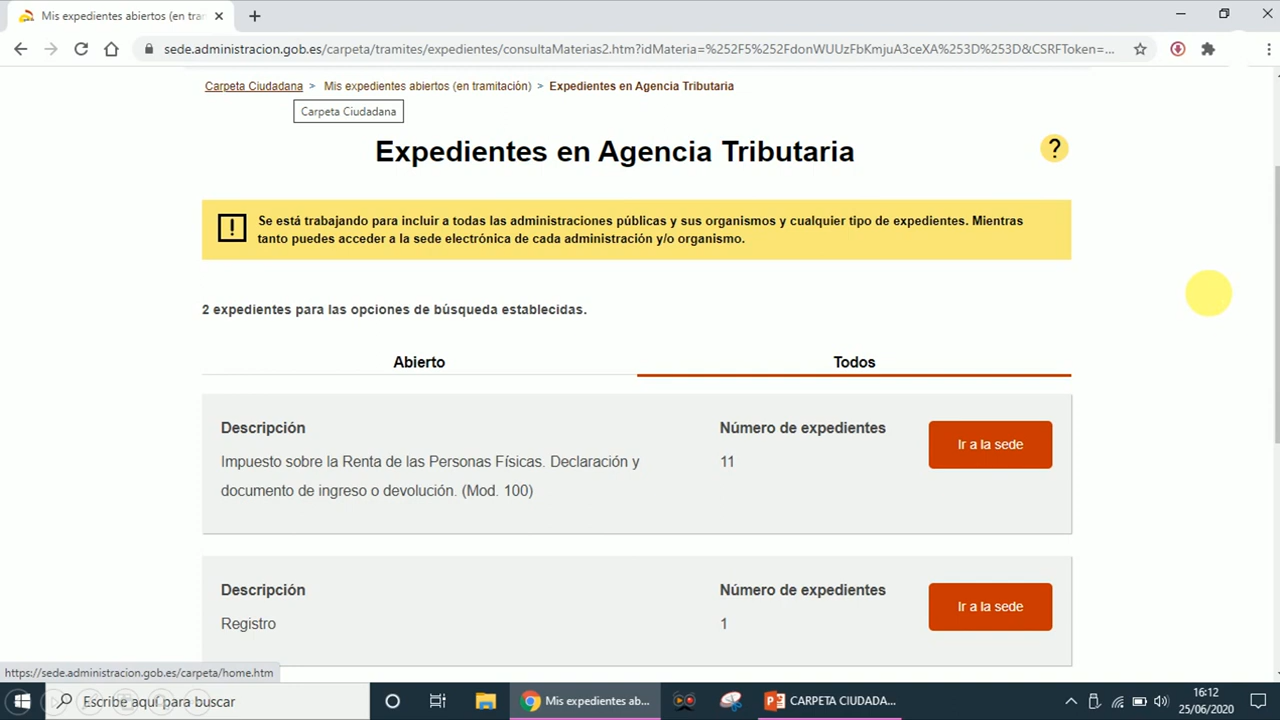 Mis expedientes abiertos (en tran
sede.administracion.gob.es/carpeta/tramites/expedientes/consultaMaterias2.htm?idMateria=%252F5%252FdonWUUzFbKmjuA3ceXA%253D%253D&CSRFToken=...
Carpeta Ciudadana > Mis expedientes abiertos (en tramitación) > Expedientes en Agencia Tributaria
Carpeta Ciudadana
Expedientes en Agencia Tributaria
?
! Se está trabajando para incluir a todas las administraciones públicas y sus organismos y cualquier tipo de expedientes. Mientras
tanto puedes acceder a la sede electrónica de cada administración y/o organismo.
2 expedientes para las opciones de búsqueda establecidas.
Abierto Todos
Descripción Número de expedientes
Ir a la sede
Impuesto sobre la Renta de las Personas Físicas. Declaración y 11
documento de ingreso o devolución. (Mod. 100)
Descripción Número de expedientes
Ir a la sede
Registro 1
https://sede.administracion.gob.es/carpeta/home.htm
Escribe aquí para buscar
Mis expedientes ab...
CARPETA CIUDADA...
16:12
25/06/2020